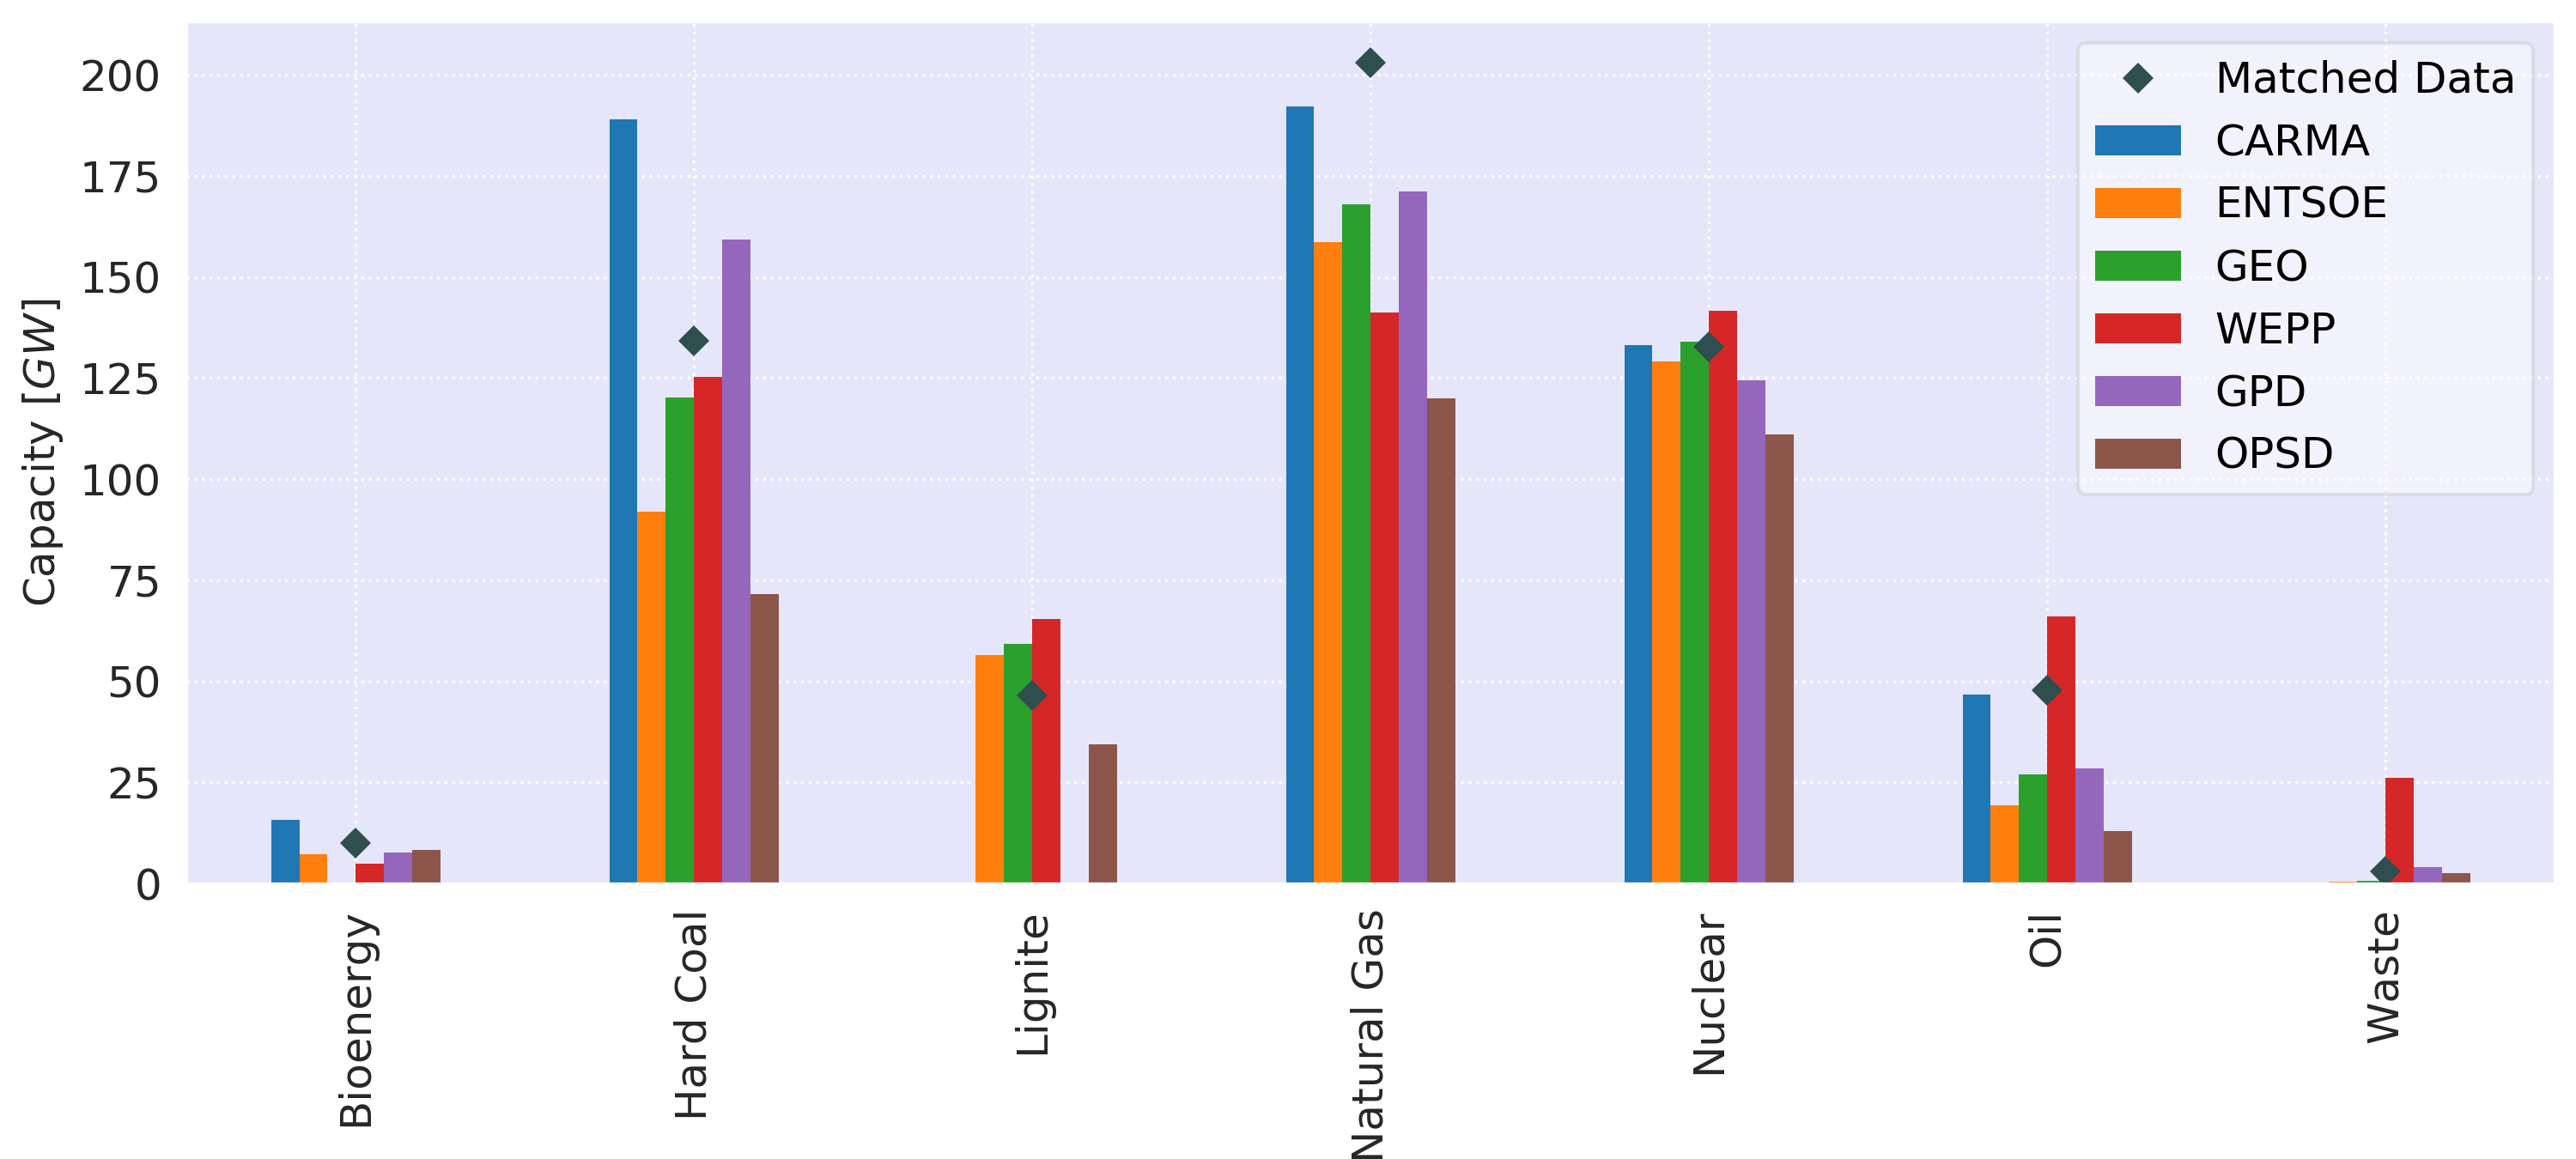 Capacity [GW]
200
175
150
125
100
75
50
25
0
Matched Data
CARMA
ENTSOE
GEO
WEPP
GPD
OPSD
Bioenergy
Hard Coal
Lignite
Natural Gas
Nuclear
Oil
Waste